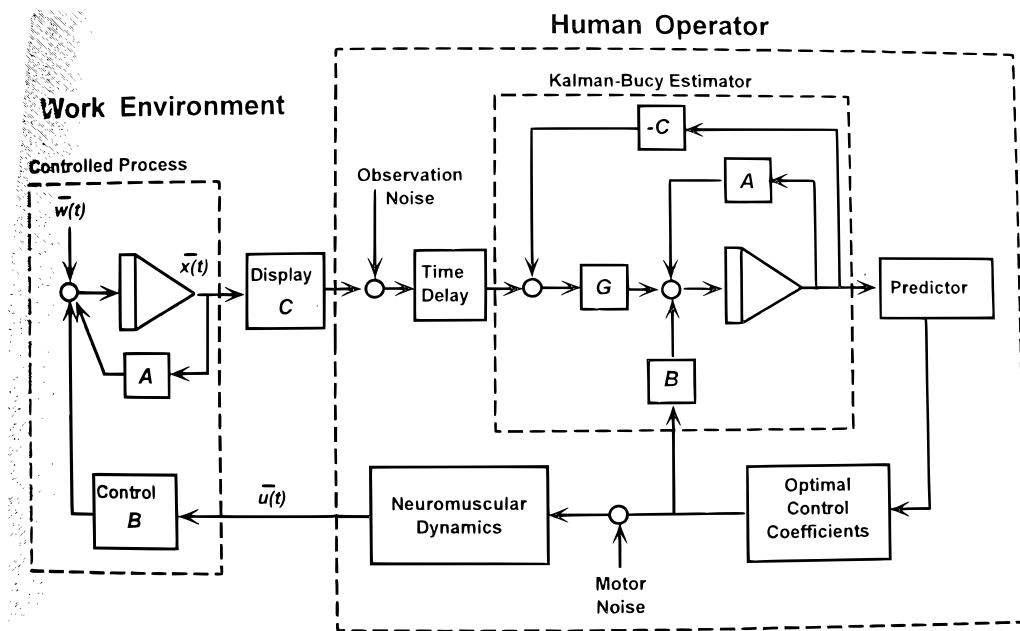 Human Operator
Kalman-Bucy Estimator
Work Environment
-C
Controlled Process
Observation
Noise
A
w(t)
x(t)
Display
C
Time
Delay
G
Predictor
A
B
Control
B
u(t)
Neuromuscular
Dynamics
Optimal
Control
Coefficients
Motor
Noise